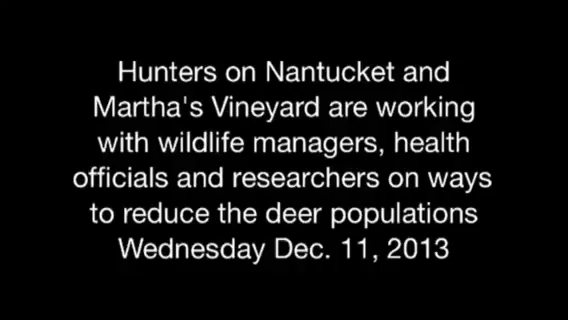 Hunters on Nantucket and
Martha's Vineyard are working
with wildlife managers, health
officials and researchers on ways
to reduce the deer populations
Wednesday Dec. 11, 2013